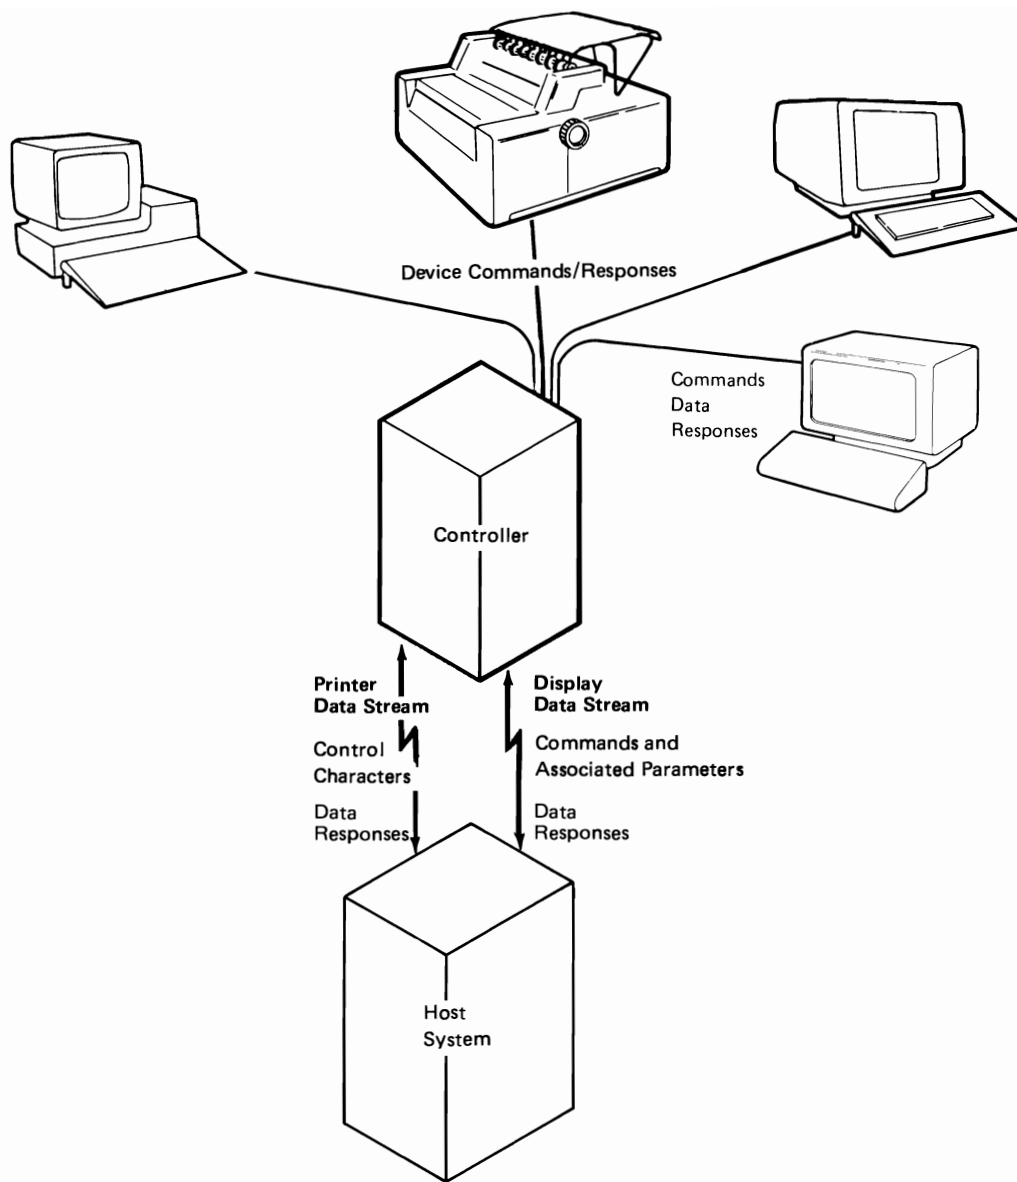 Device Commands/Responses
Commands
Data
Responses
Controller
Printer
Data Stream
Control
Characters
Data
Responses
Display
Data Stream
Commands and
Associated Parameters
Data
Responses
Host
System